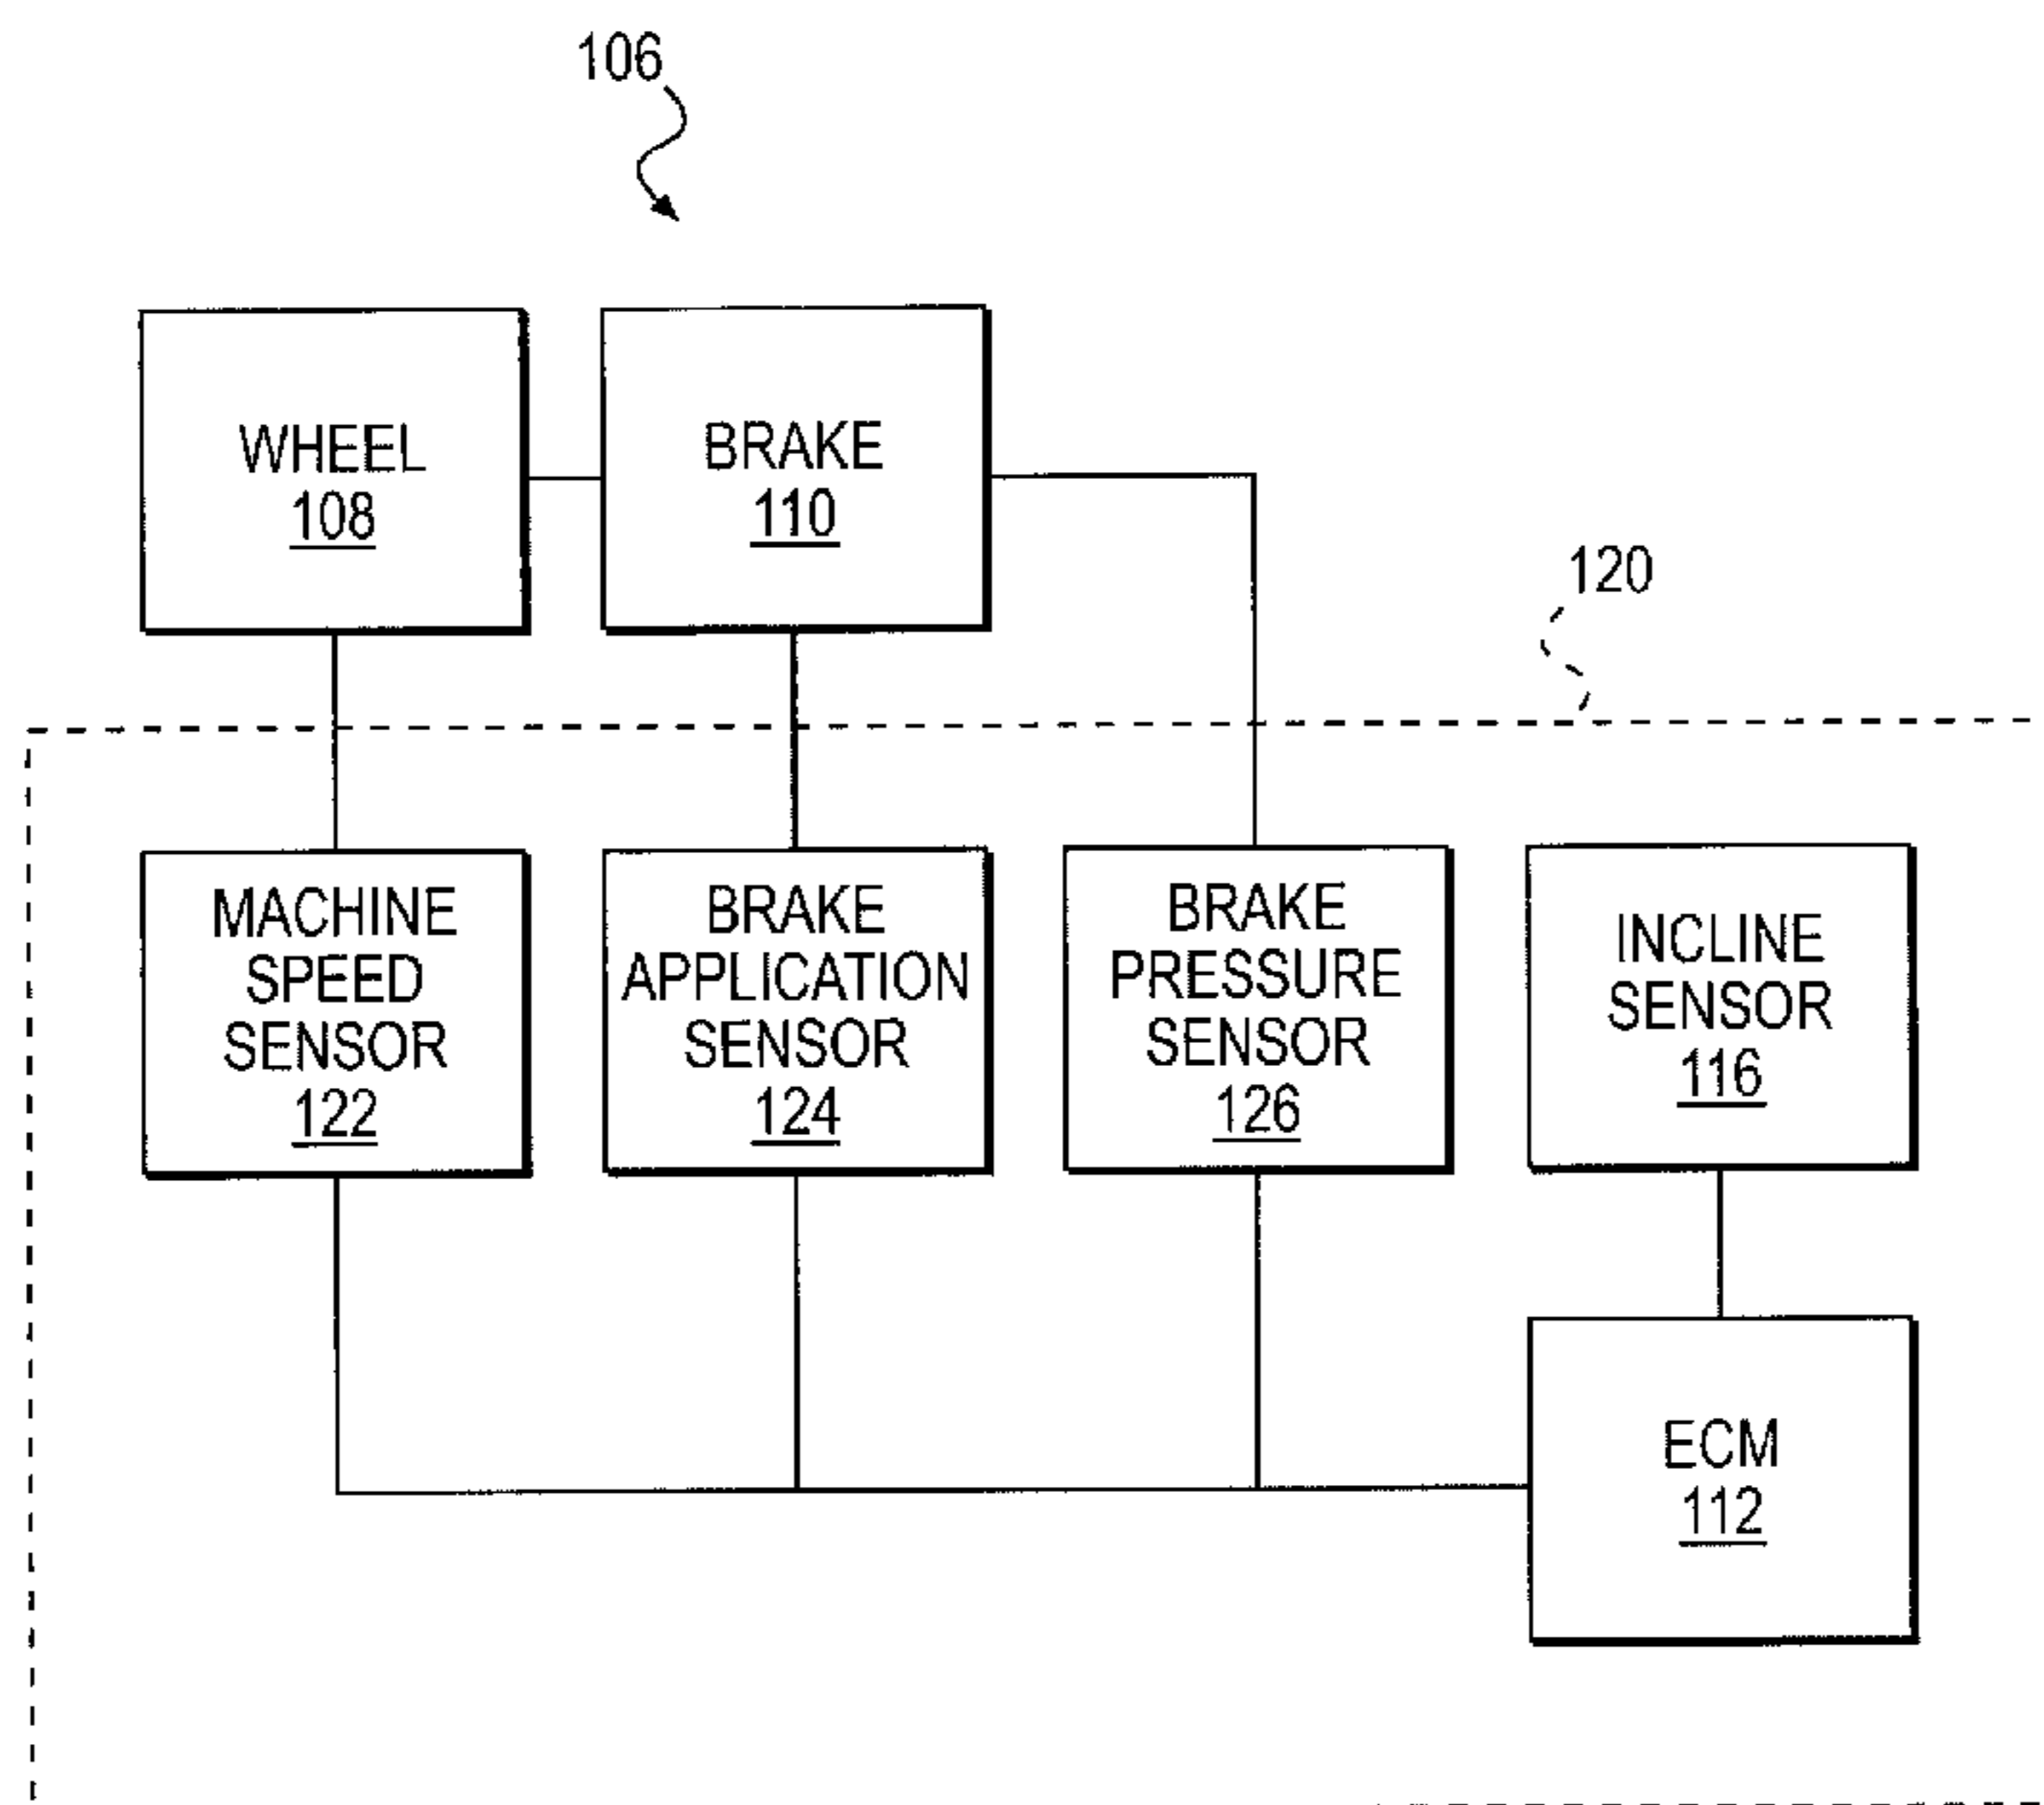 106
WHEEL
108
BRAKE
110
120
MACHINE
SPEED
SENSOR
122
BRAKE
APPLICATION
SENSOR
124
BRAKE
PRESSURE
SENSOR
126
INCLINE
SENSOR
116
ECM
112